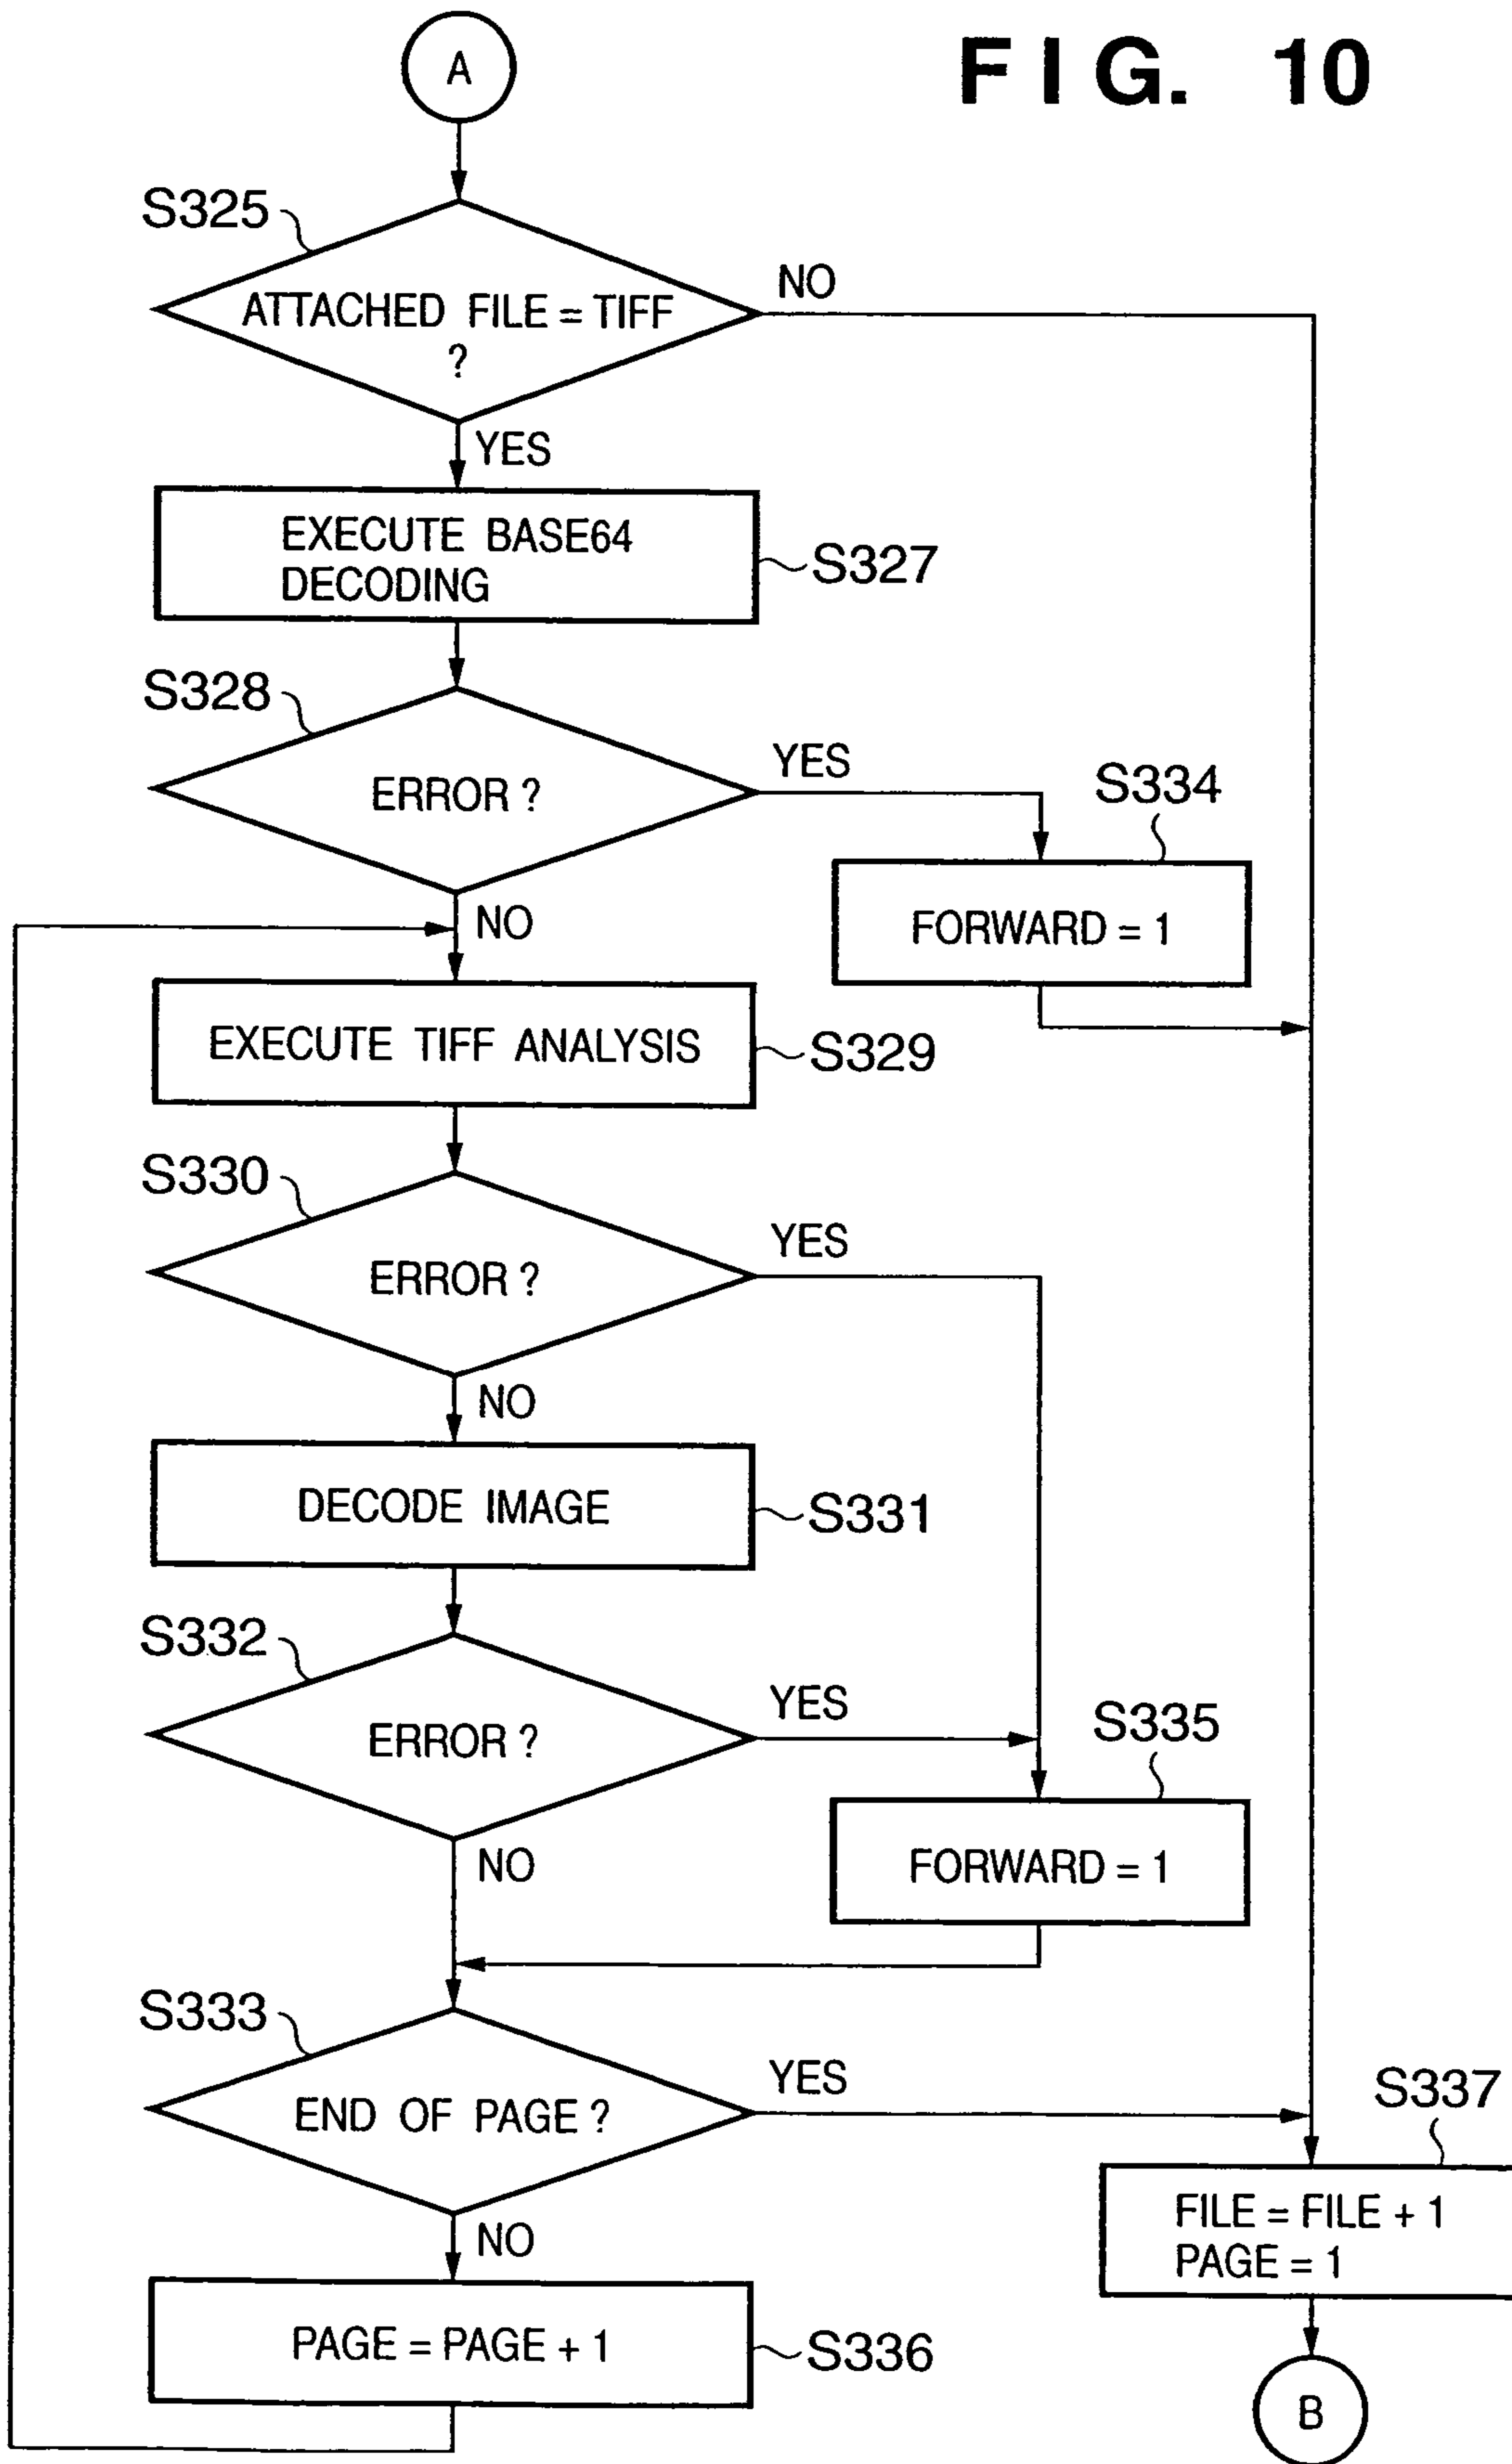 FIG. 10
A
S325
ATTACHED FILE = TIFF
?
NO
YES
EXECUTE BASE64
DECODING
S327
S328
ERROR ?
YES
S334
NO
FORWARD = 1
EXECUTE TIFF ANALYSIS
S329
S330
ERROR ?
YES
NO
DECODE IMAGE
S331
S332
ERROR ?
YES
S335
NO
FORWARD = 1
S333
END OF PAGE ?
YES
S337
NO
FILE = FILE + 1
PAGE = 1
PAGE = PAGE + 1
S336
B